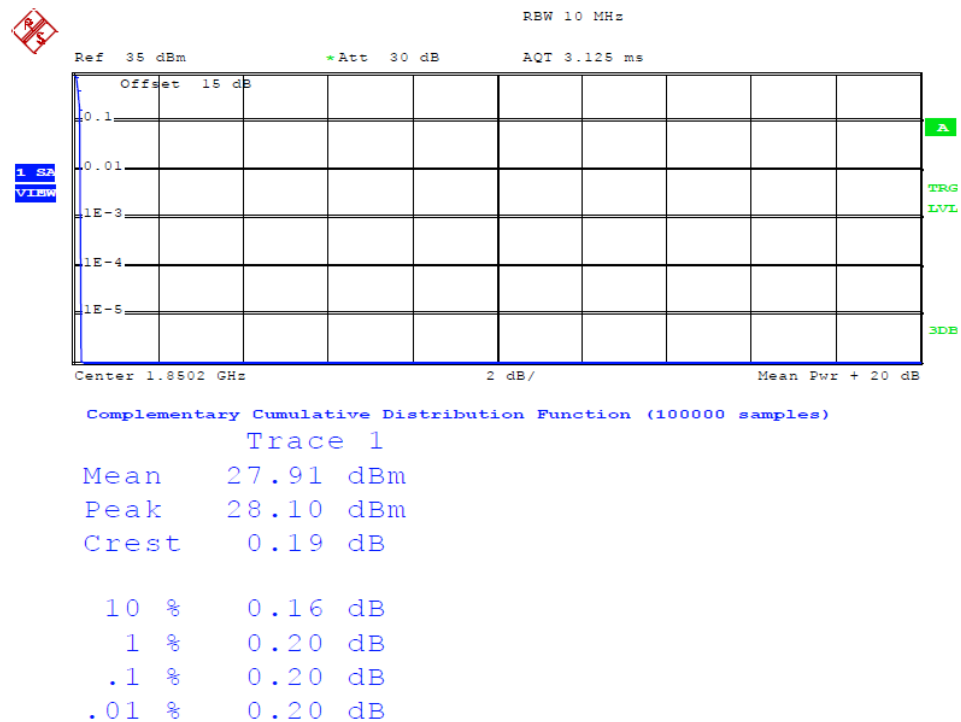 RBW 10 MHz
Ref 35 dBm *Att 30 dB AQT 3.125 ms
Offset 15 dB
0.1
A
0.01
1 SA
VIEW
TRG
1E-3
LVL
1E-4
1E-5
3DB
Center 1.8502 GHz 2 dB/ Mean Pwr + 20 dB
Complementary Cumulative Distribution Function (100000 samples)
Trace 1
Mean 27.91 dBm
Peak 28.10 dBm
Crest 0.19 dB
10 % 0.16 dB
1 % 0.20 dB
.1 % 0.20 dB
.01 % 0.20 dB